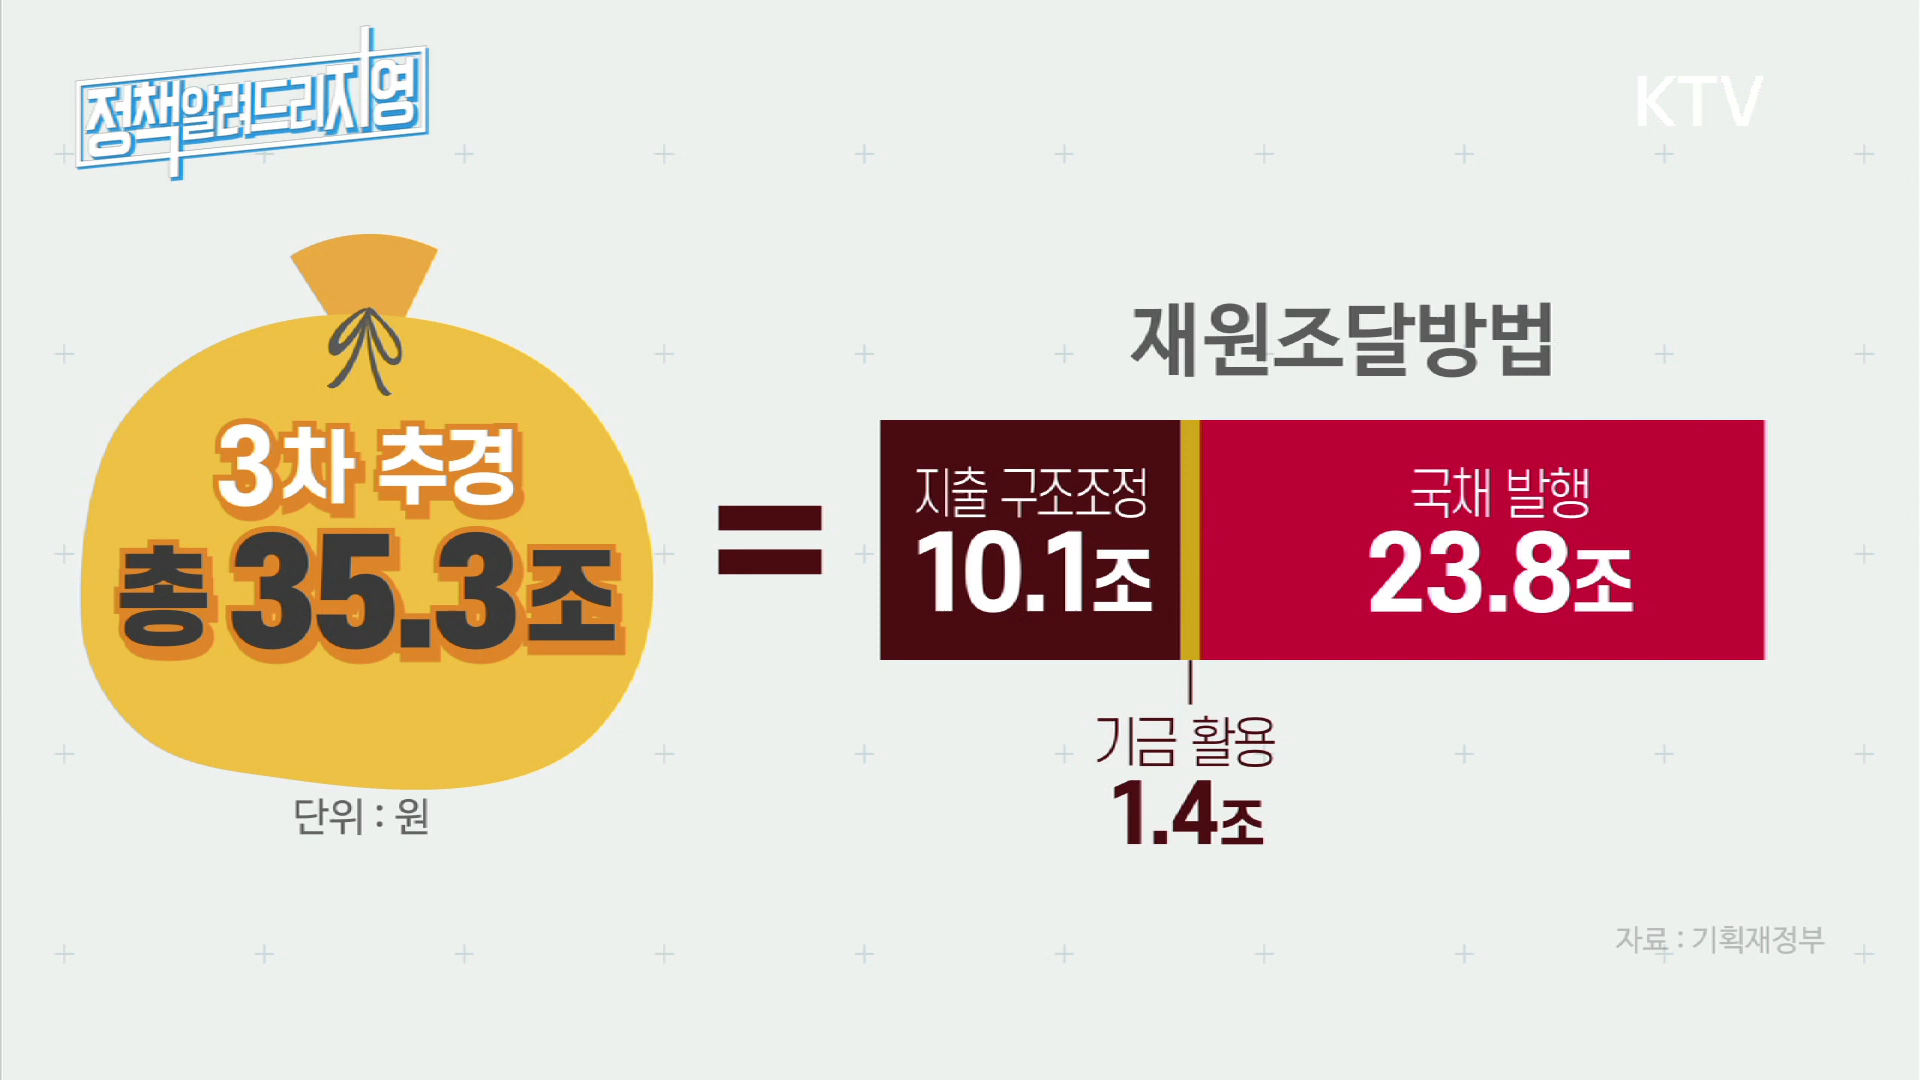 정책알려드리지영
KTV
3차 추경
총 35.3조
단위 : 원
=
재원조달방법
지출 구조조정
10.1조
국채 발행
23.8조
기금 활용
1.4조
자료 : 기획재정부